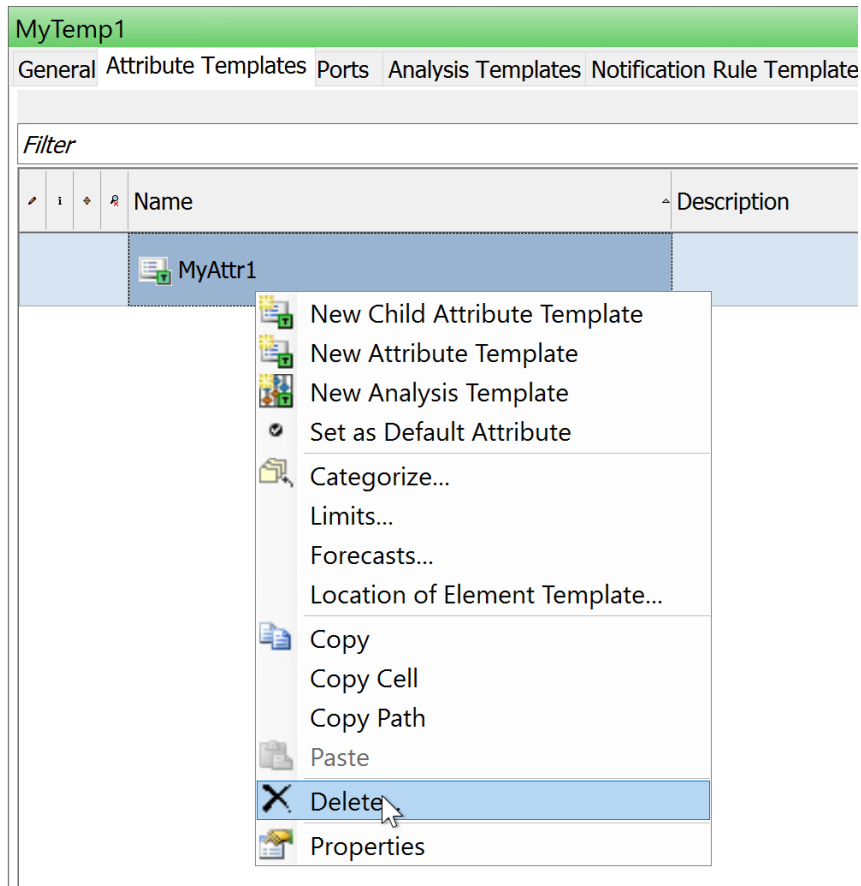 MyTemp1
General Attribute Templates Ports Analysis Templates Notification Rule Template
Filter
Name Description
MyAttr1
New Child Attribute Template
New Attribute Template
New Analysis Template
Set as Default Attribute
Categorize...
Limits...
Forecasts...
Location of Element Template...
Copy
Copy Cell
Copy Path
Paste
Delete...
Properties